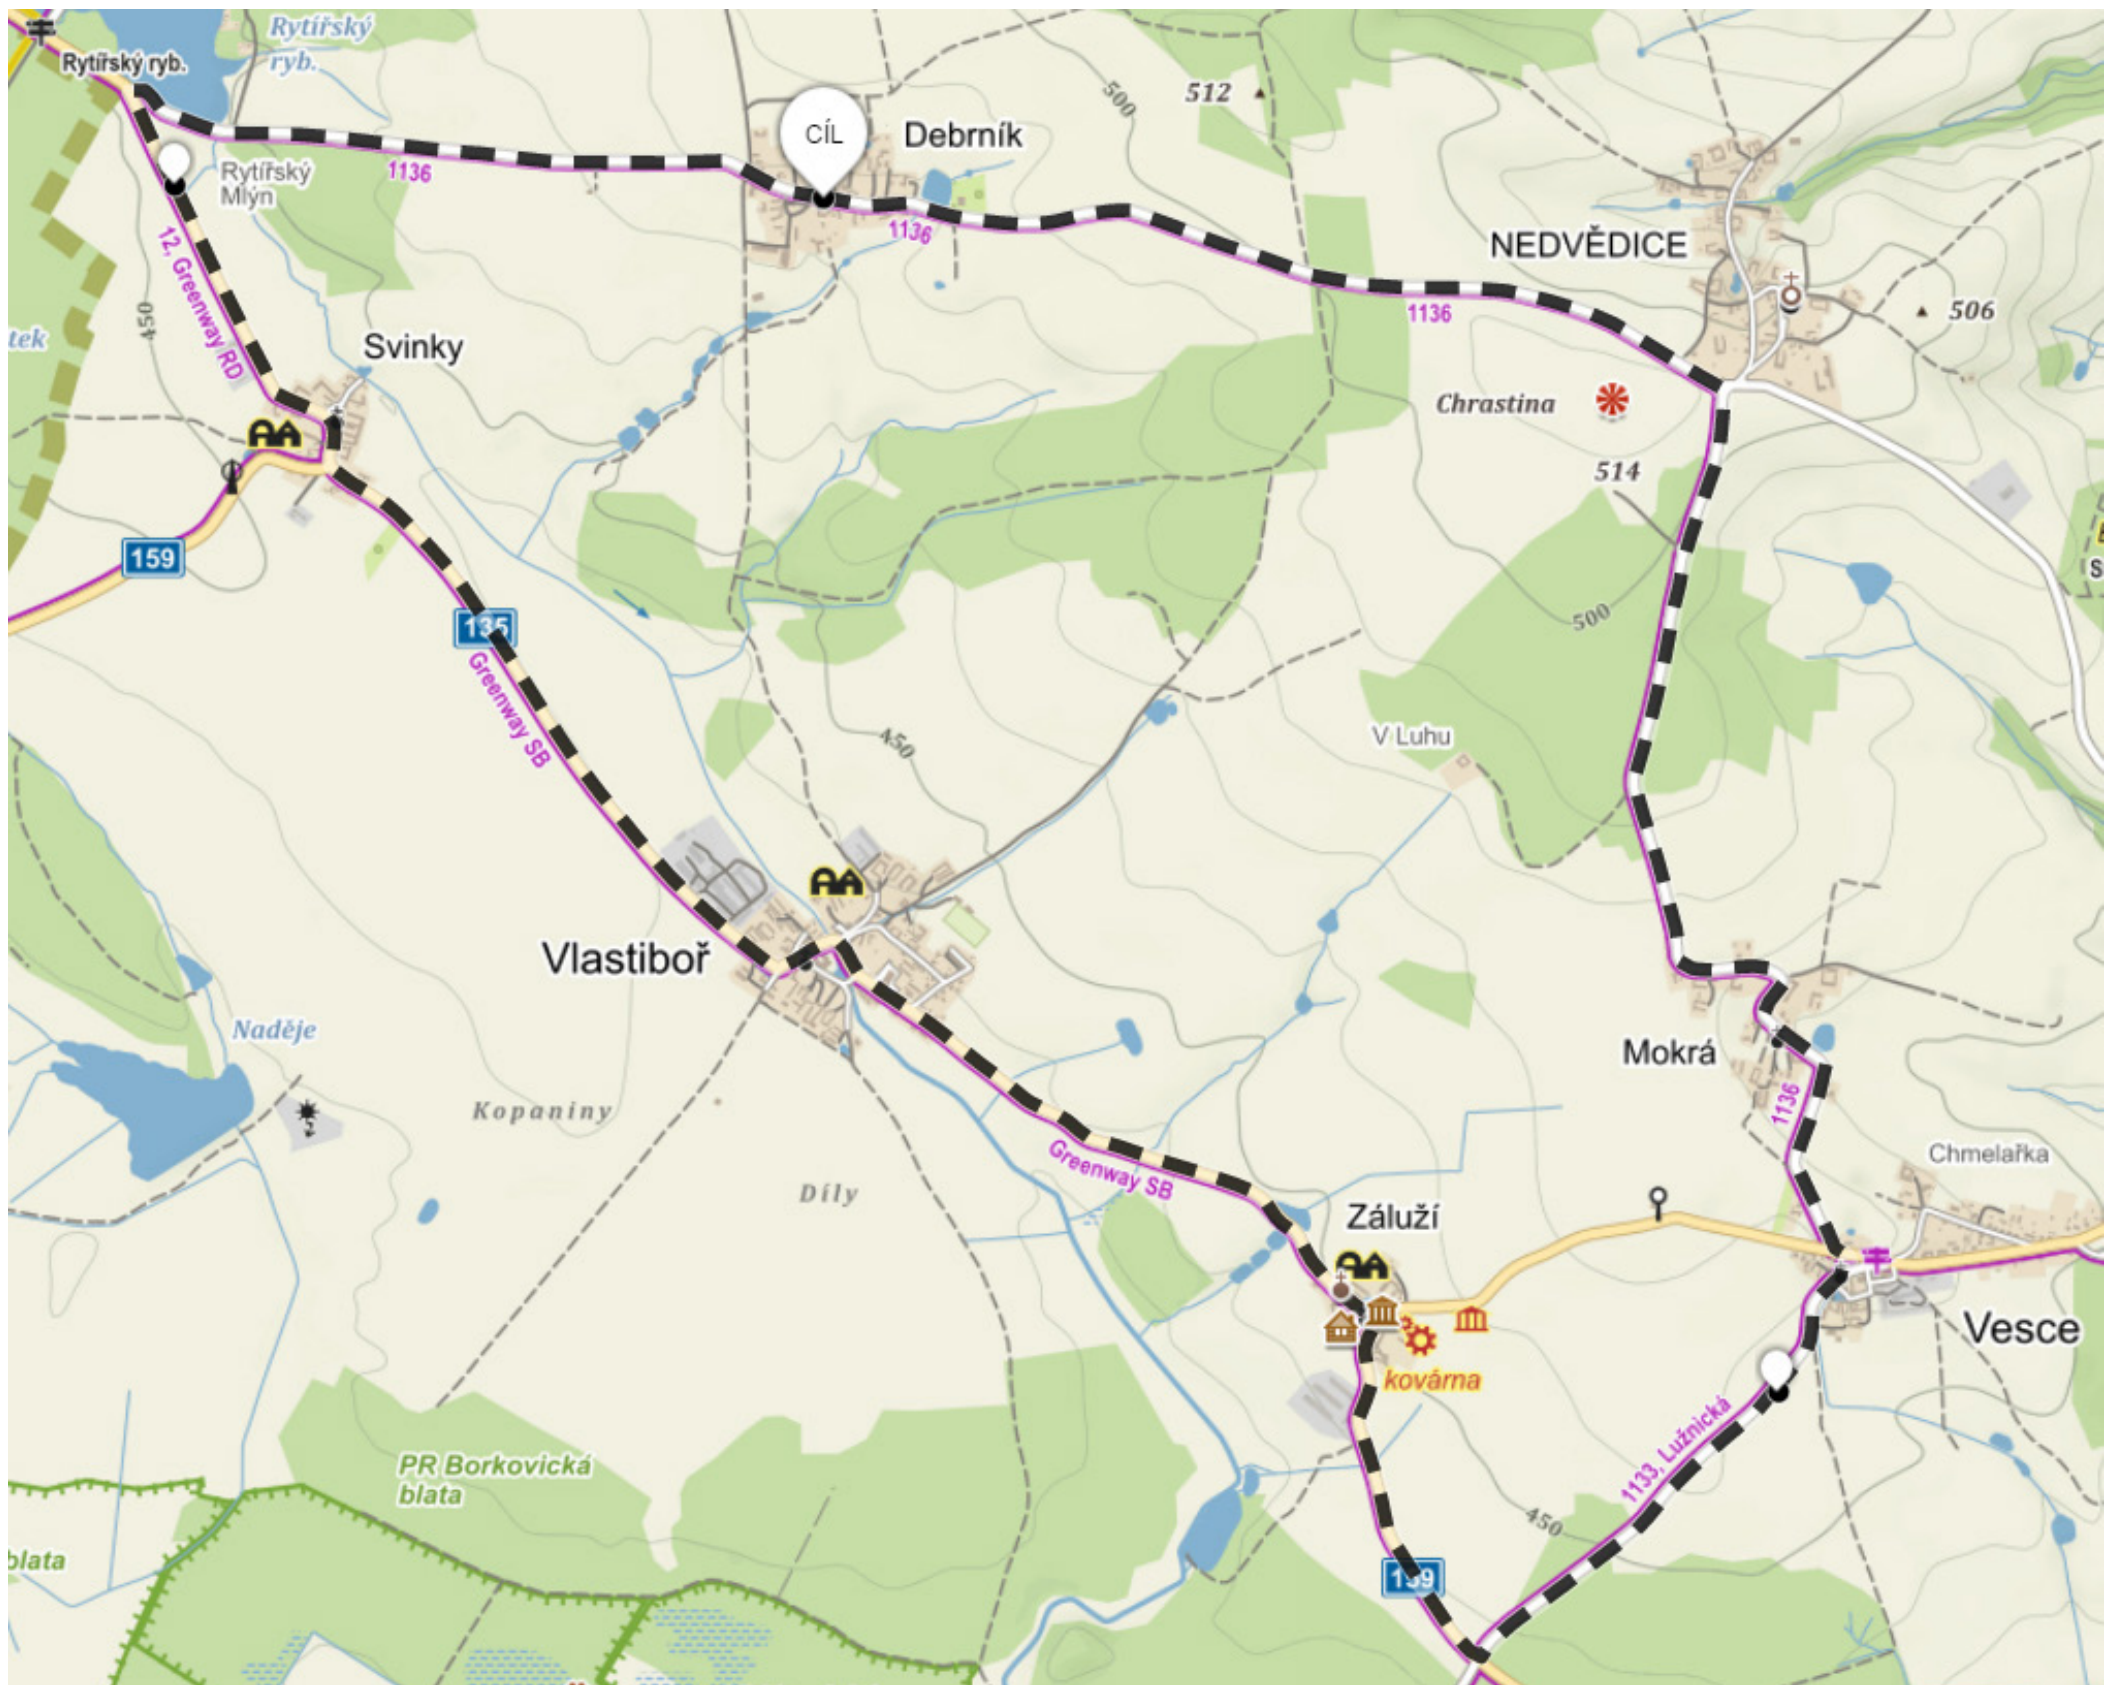 Rytířský
ryb.
Rytířský ryb.
512
500
CÍL
Debrník
Rytířský
Mlýn
1136
1136
NEDVĚDICE
12, Greenway RD
450
506
1136
tek
Svinky
Chrastina
514
159
135
500
S
Greenway SB
V Luhu
450
Vlastiboř
Naděje
Mokrá
1136
Kopaniny
Greenway SB
Chmelařka
Díly
Záluží
Vesce
kovárna
1133, Lužnická
PR Borkovická
blata
450
blata
159